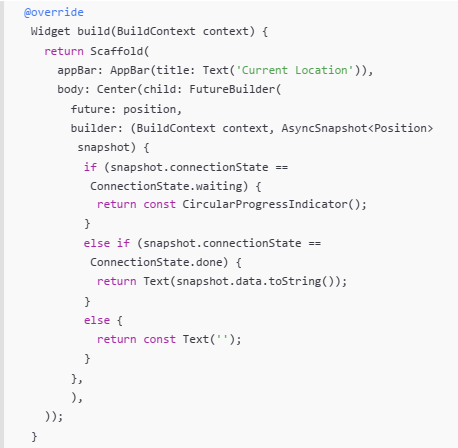 @override
Widget build(BuildContext context) {
return Scaffold(
appBar: AppBar(title: Text('Current Location')),
body: Center(child: FutureBuilder(
future: position,
builder: (BuildContext context, AsyncSnapshot<Position>
snapshot) {
if (snapshot.connectionState ==
ConnectionState.waiting) {
return const CircularProgressIndicator();
}
else if (snapshot.connectionState ==
ConnectionState.done) {
return Text(snapshot.data.toString());
}
else {
return const Text('');
}
},
),
));
}